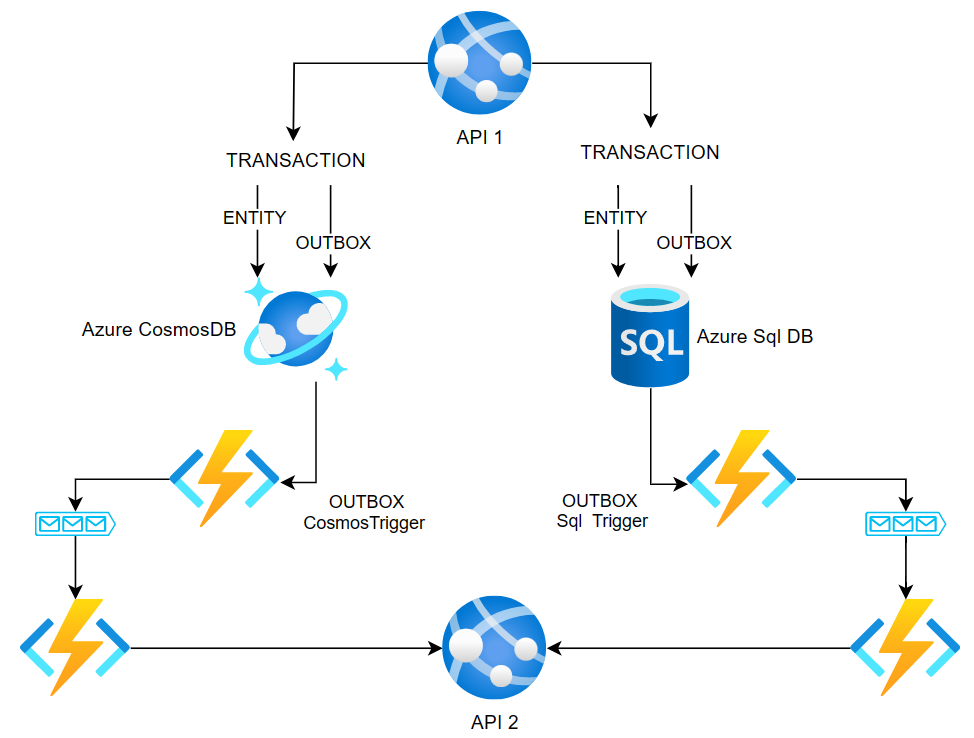 API 1
TRANSACTION
TRANSACTION
ENTITY
OUTBOX
ENTITY
OUTBOX
Azure CosmosDB
SQL
Azure Sql DB
OUTBOX
CosmosTrigger
OUTBOX
Sql Trigger
API 2